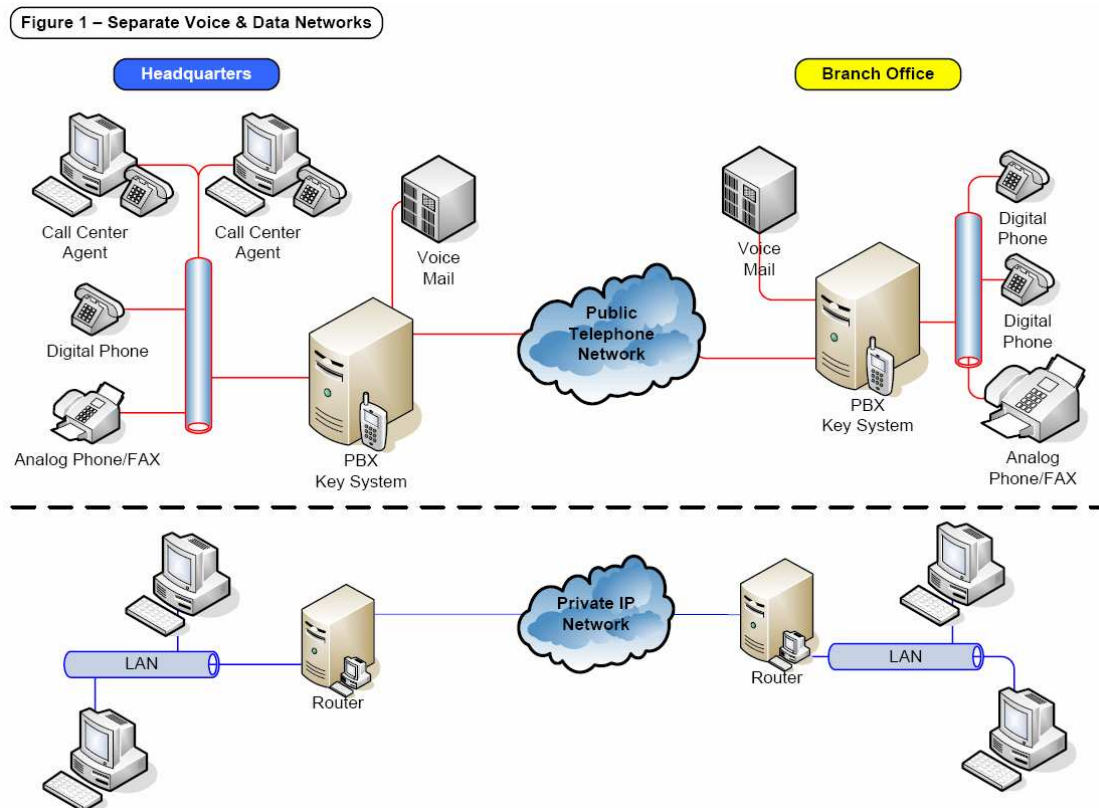 Figure 1 – Separate Voice & Data Networks
Headquarters
Branch Office
Call Center
Agent
Call Center
Agent
Voice
Mail
Digital Phone
Analog Phone/FAX
PBX
Key System
Public
Telephone
Network
Voice
Mail
PBX
Key System
Digital
Phone
Digital
Phone
Analog
Phone/FAX
LAN
Router
Private IP
Network
Router
LAN